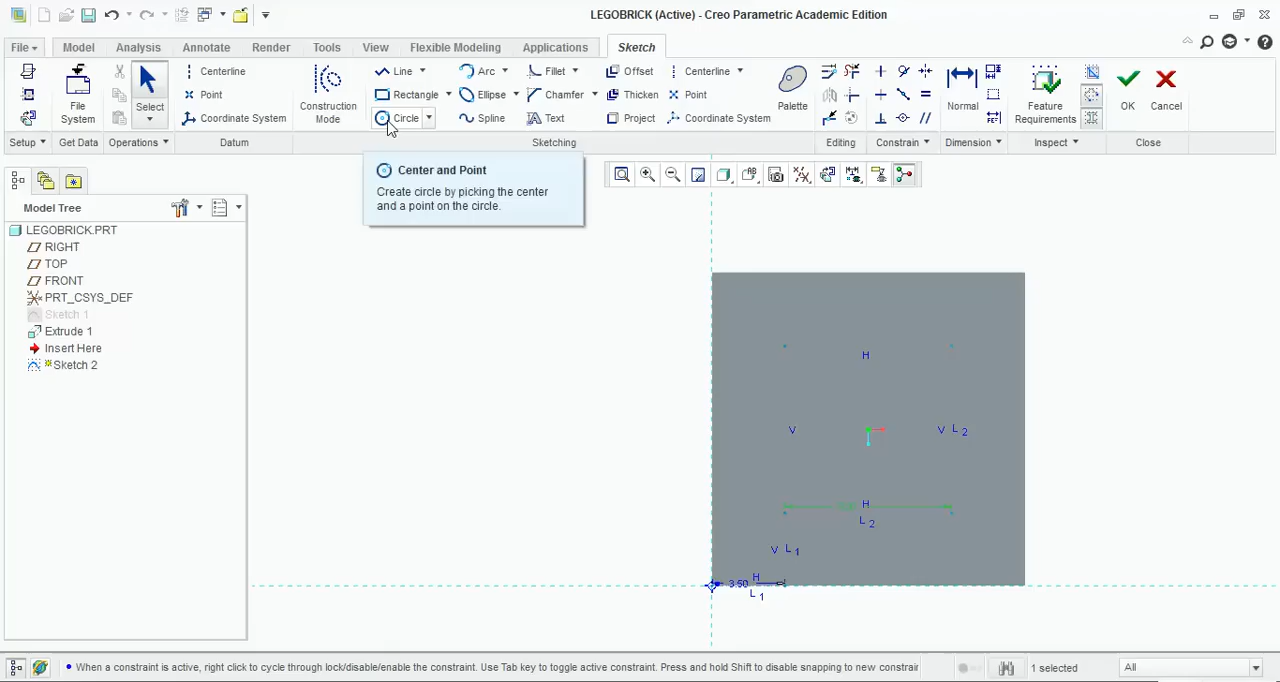 LEGOBRICK (Active) - Creo Parametric Academic Edition
File Model Analysis Annotate Render Tools View Flexible Modeling Applications Sketch
Centerline Line Arc Fillet Offset Centerline
Point Rectangle Ellipse Chamfer Thicken Point
Coordinate System Circle Spline Text Project Coordinate System
File System
Select
Construction Mode
Palette
Normal
Feature Requirements
OK
Cancel
Setup Get Data Operations Datum Sketching Editing Constrain Dimension Inspect Close
Center and Point
Create circle by picking the center
and a point on the circle.
Model Tree
LEGOBRICK.PRT
RIGHT
TOP
FRONT
PRT_CSYS_DEF
Sketch 1
Extrude 1
Insert Here
Sketch 2
H
V
V L 2
H
L 2
V L 1
3.50 H
L 1
When a constraint is active, right click to cycle through lock/disable/enable the constraint. Use Tab key to toggle active constraint. Press and hold Shift to disable snapping to new constrair
1 selected
All